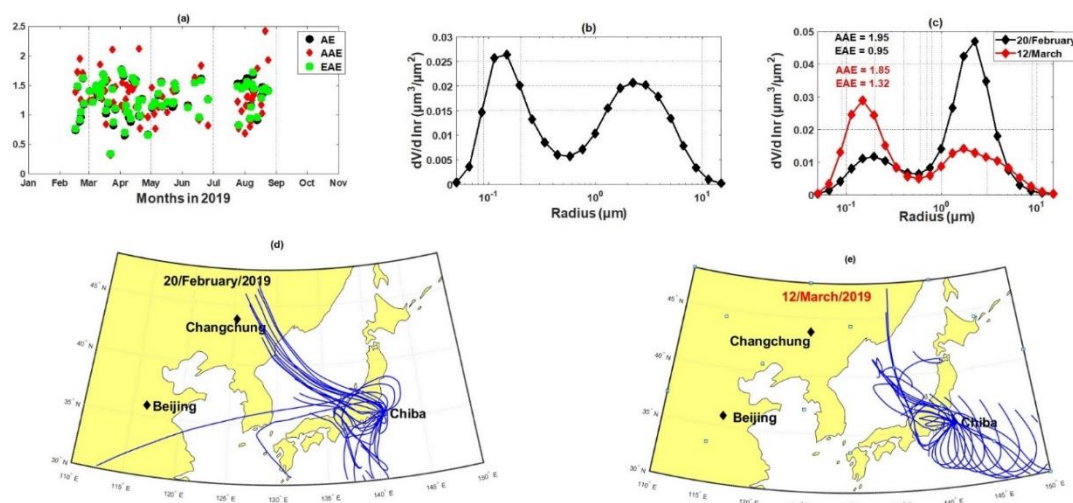 (a)
2.5
2
1.5
1
0.5
0
Jan Feb Mar Apr May Jun Jul Aug Sep Oct Nov
Months in 2019
AE
AAE
EAE
(b)
dV/dlnr (µm³/µm²)
0.03
0.025
0.02
0.015
0.01
0.005
0
10⁻¹ 10⁰ 10¹
Radius (µm)
(c)
dV/dlnr (µm³/µm²)
0.05
0.04
0.03
0.02
0.01
0
AAE = 1.95
EAE = 0.95
AAE = 1.85
EAE = 1.32
20/February
12/March
10⁻¹ 10⁰ 10¹
Radius (µm)
(d)
20/February/2019
Changchung
Beijing
Chiba
45°N
40°N
35°N
30°N
110°E 115°E 120°E 125°E 130°E 135°E 140°E 145°E 150°E
(e)
12/March/2019
Changchung
Beijing
Chiba
45°N
40°N
35°N
30°N
110°E 115°E 120°E 125°E 130°E 135°E 140°E 145°E 150°E